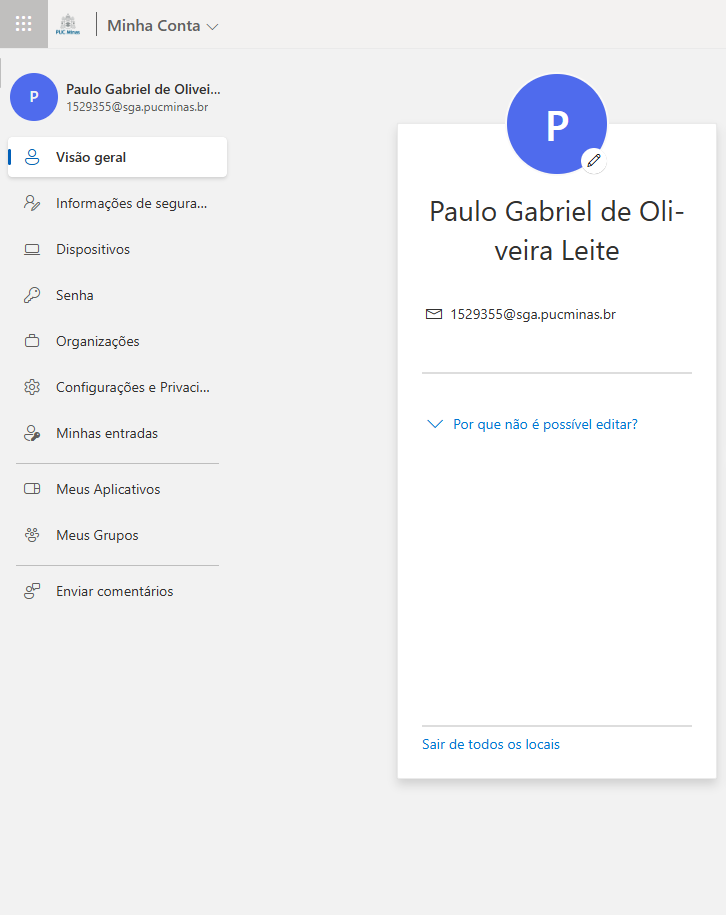 PUC Minas
Minha Conta
P
Paulo Gabriel de Olivei...
1529355@sga.pucminas.br
Visão geral
Informações de segura...
Dispositivos
Senha
Organizações
Configurações e Privaci...
Minhas entradas
Meus Aplicativos
Meus Grupos
Enviar comentários
P
Paulo Gabriel de Oli-
veira Leite
1529355@sga.pucminas.br
Por que não é possível editar?
Sair de todos os locais